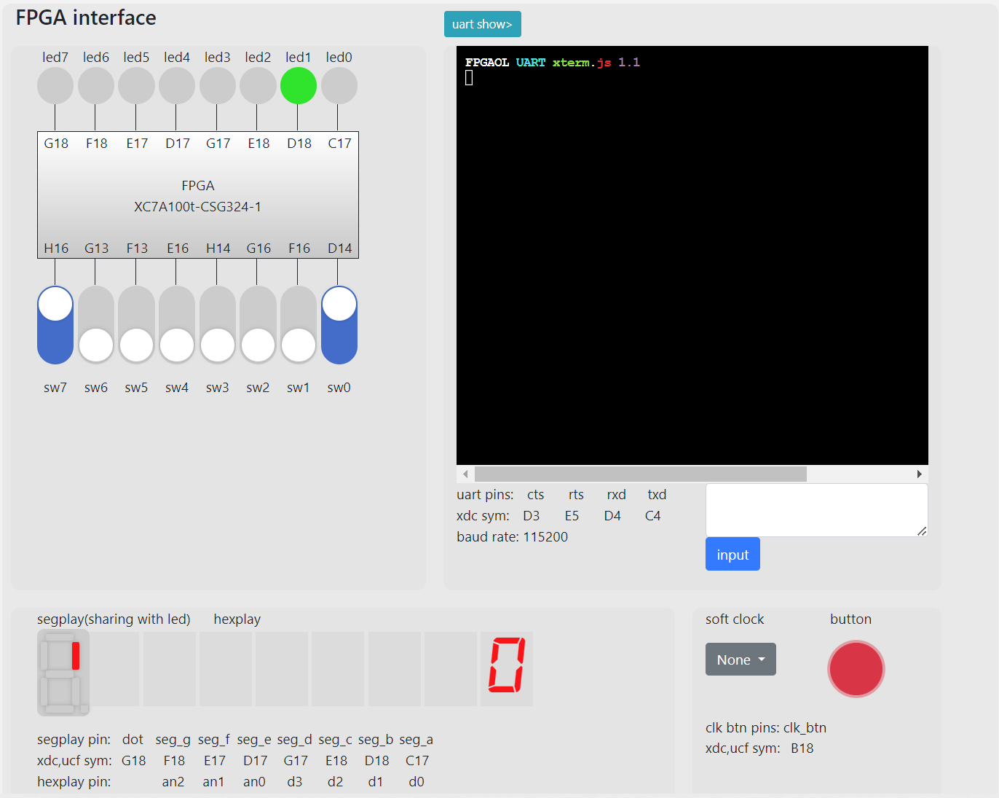 FPGA interface
uart show>
led7 led6 led5 led4 led3 led2 led1 led0
G18 F18 E17 D17 G17 E18 D18 C17
FPGA
XC7A100t-CSG324-1
H16 G13 F13 E16 H14 G16 F16 D14
sw7 sw6 sw5 sw4 sw3 sw2 sw1 sw0
FPGAOL UART xterm.js 1.1
uart pins: cts rts rxd txd
xdc sym: D3 E5 D4 C4
baud rate: 115200
input
segplay(sharing with led) hexplay
0
segplay pin: dot seg_g seg_f seg_e seg_d seg_c seg_b seg_a
xdc,ucf sym: G18 F18 E17 D17 G17 E18 D18 C17
hexplay pin: an2 an1 an0 d3 d2 d1 d0
soft clock button
None
clk btn pins: clk_btn
xdc,ucf sym: B18